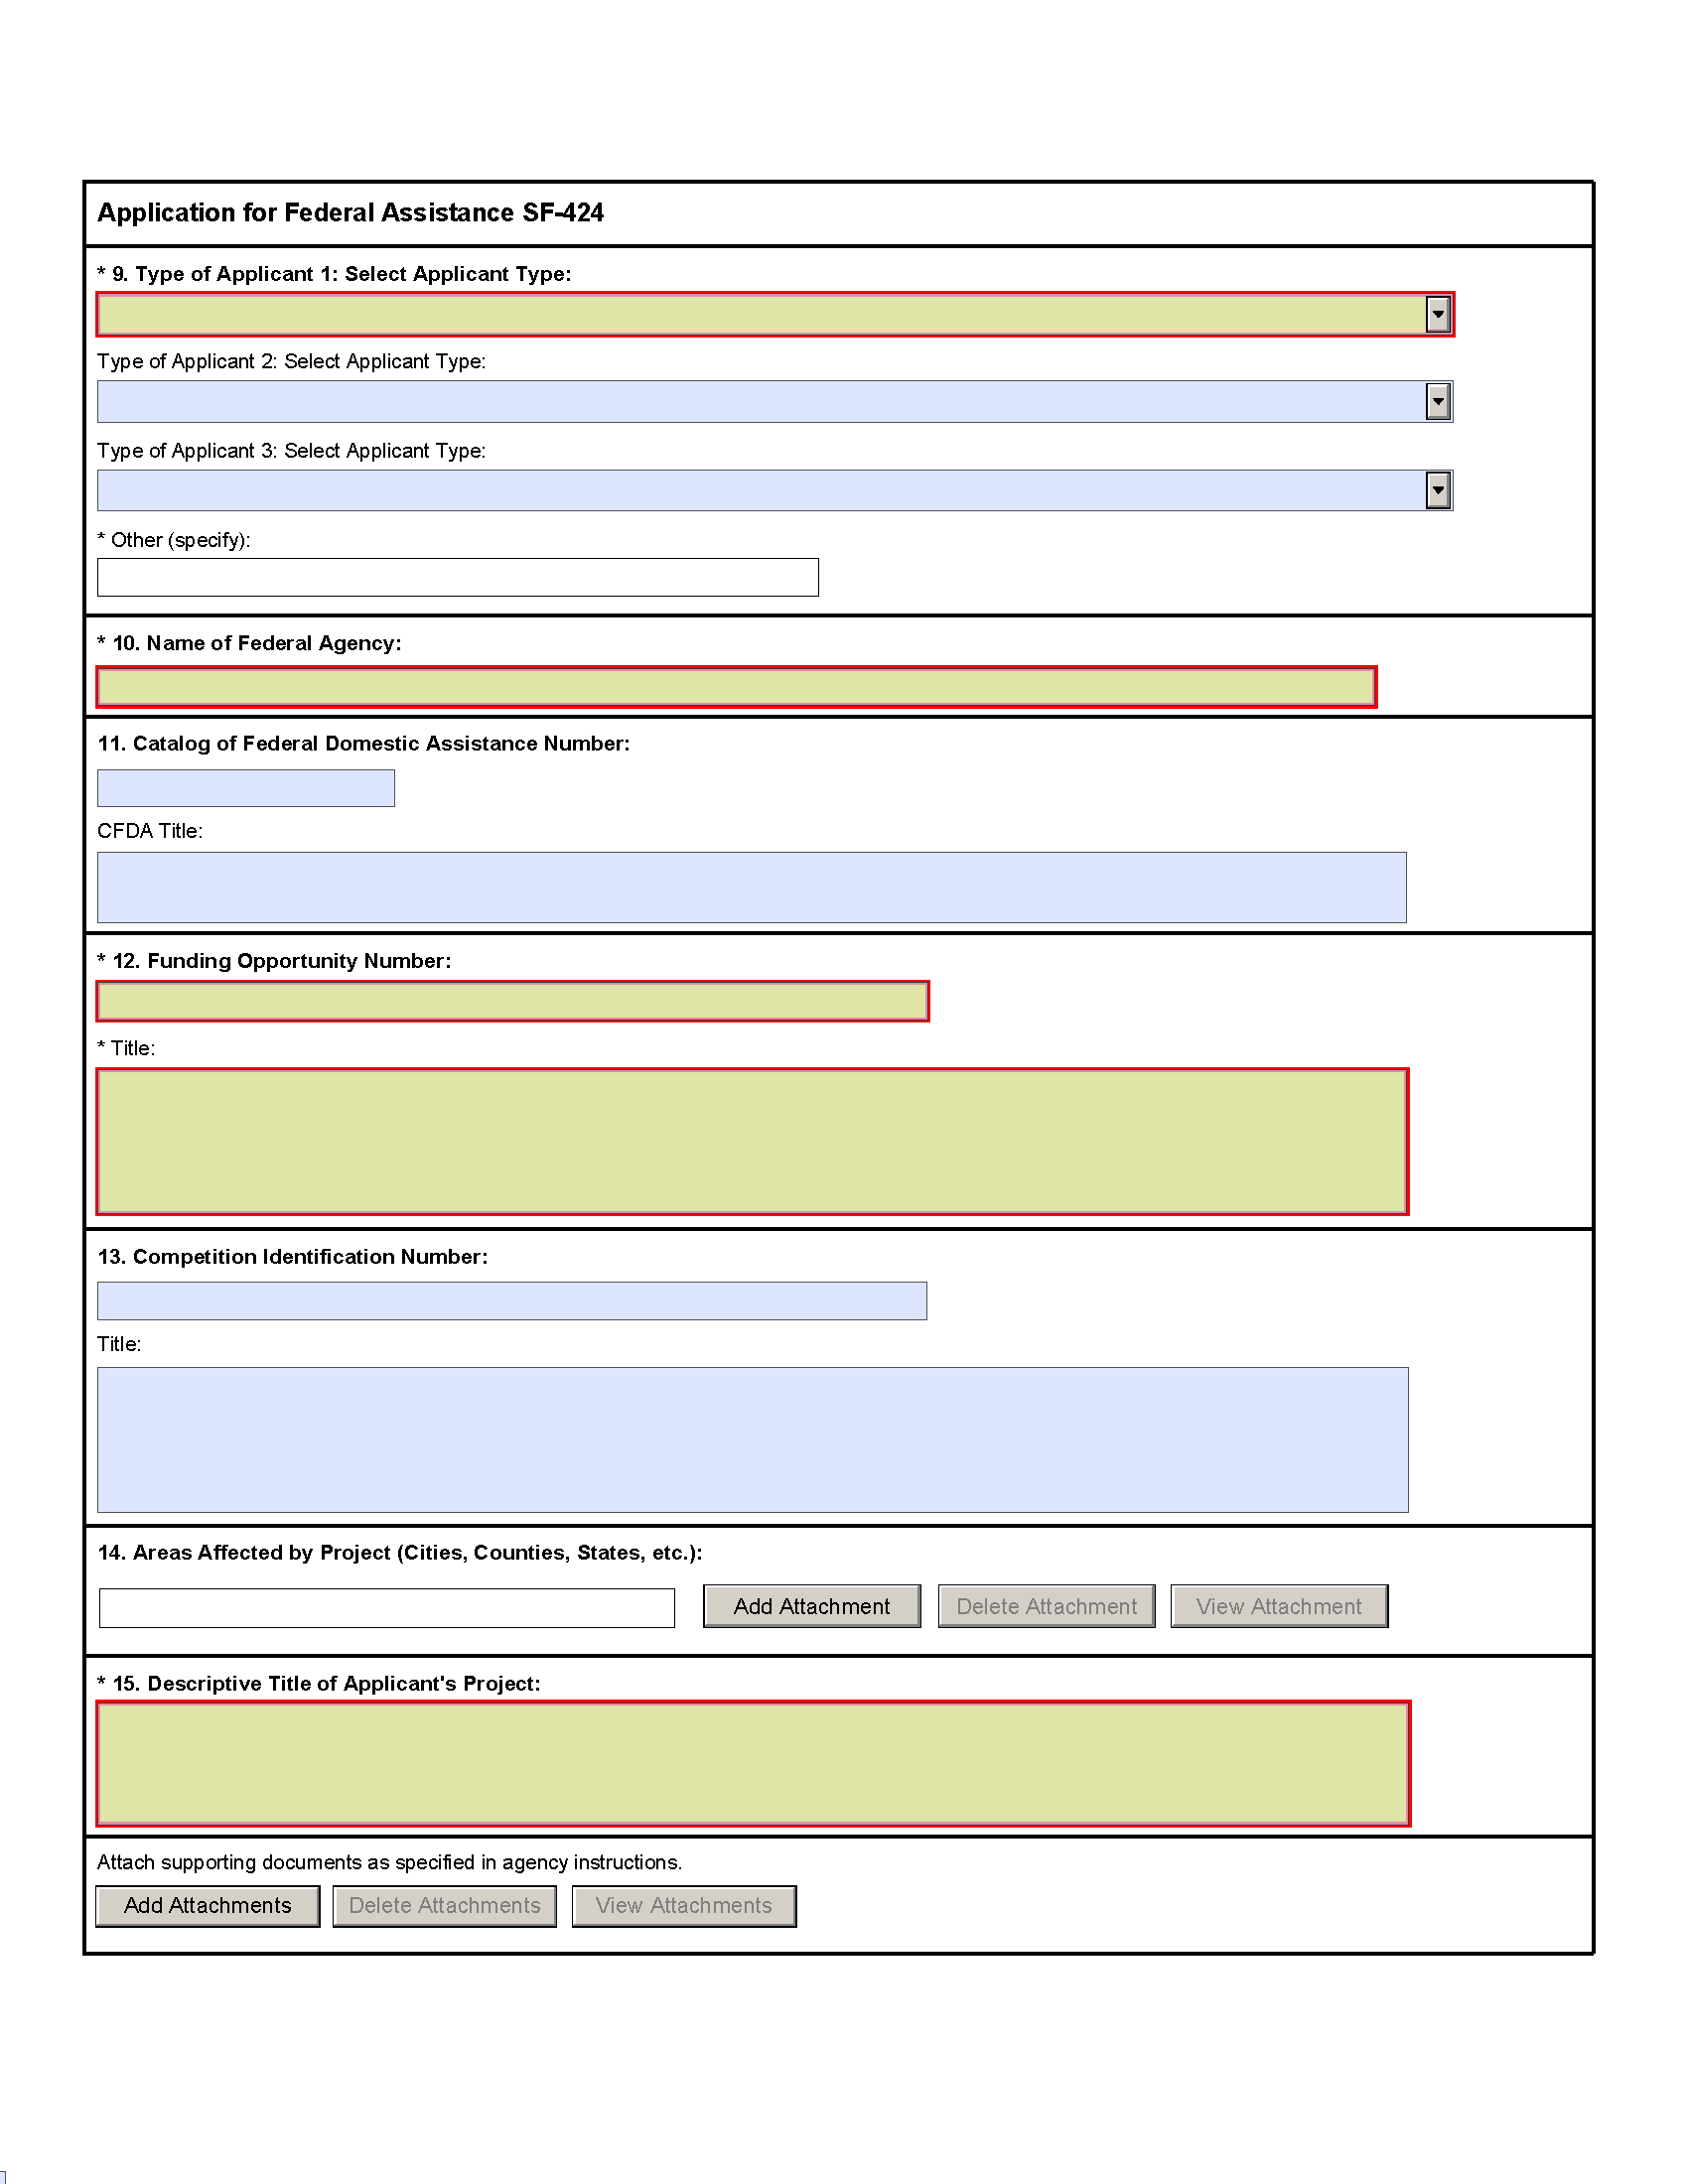 Application for Federal Assistance SF-424
* 9. Type of Applicant 1: Select Applicant Type:
Type of Applicant 2: Select Applicant Type:
Type of Applicant 3: Select Applicant Type:
* Other (specify):
* 10. Name of Federal Agency:
11. Catalog of Federal Domestic Assistance Number:
CFDA Title:
* 12. Funding Opportunity Number:
* Title:
13. Competition Identification Number:
Title:
14. Areas Affected by Project (Cities, Counties, States, etc.):
Add Attachment Delete Attachment View Attachment
* 15. Descriptive Title of Applicant's Project:
Attach supporting documents as specified in agency instructions.
Add Attachments Delete Attachments View Attachments